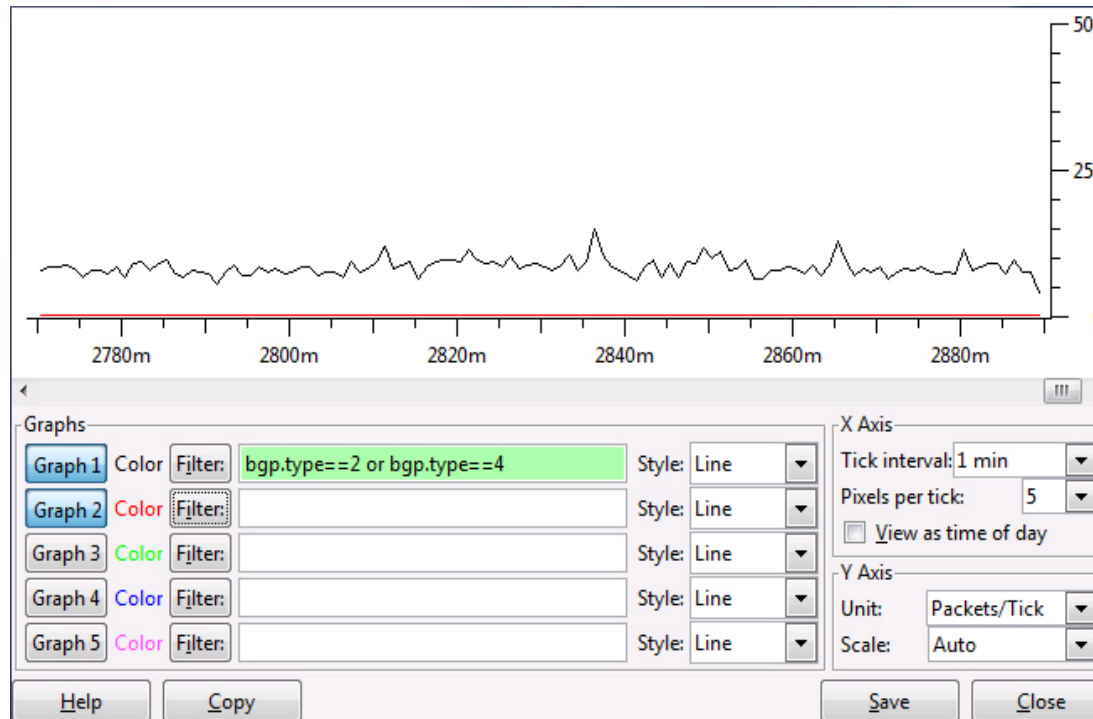 50
25
2780m 2800m 2820m 2840m 2860m 2880m
Graphs
Graph 1 Color Filter: bgp.type==2 or bgp.type==4 Style: Line
Graph 2 Color Filter: Style: Line
Graph 3 Color Filter: Style: Line
Graph 4 Color Filter: Style: Line
Graph 5 Color Filter: Style: Line
X Axis
Tick interval: 1 min
Pixels per tick: 5
View as time of day
Y Axis
Unit: Packets/Tick
Scale: Auto
Help Copy Save Close